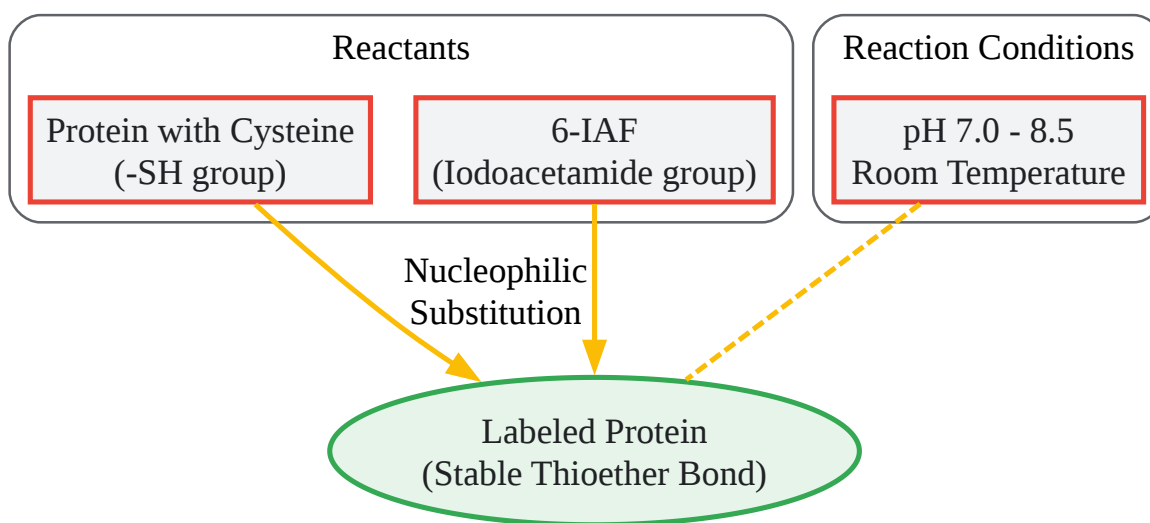 Reactants
Reaction Conditions
Protein with Cysteine
(-SH group)
6-IAF
(Iodoacetamide group)
pH 7.0 - 8.5
Room Temperature
Nucleophilic
Substitution
Labeled Protein
(Stable Thioether Bond)